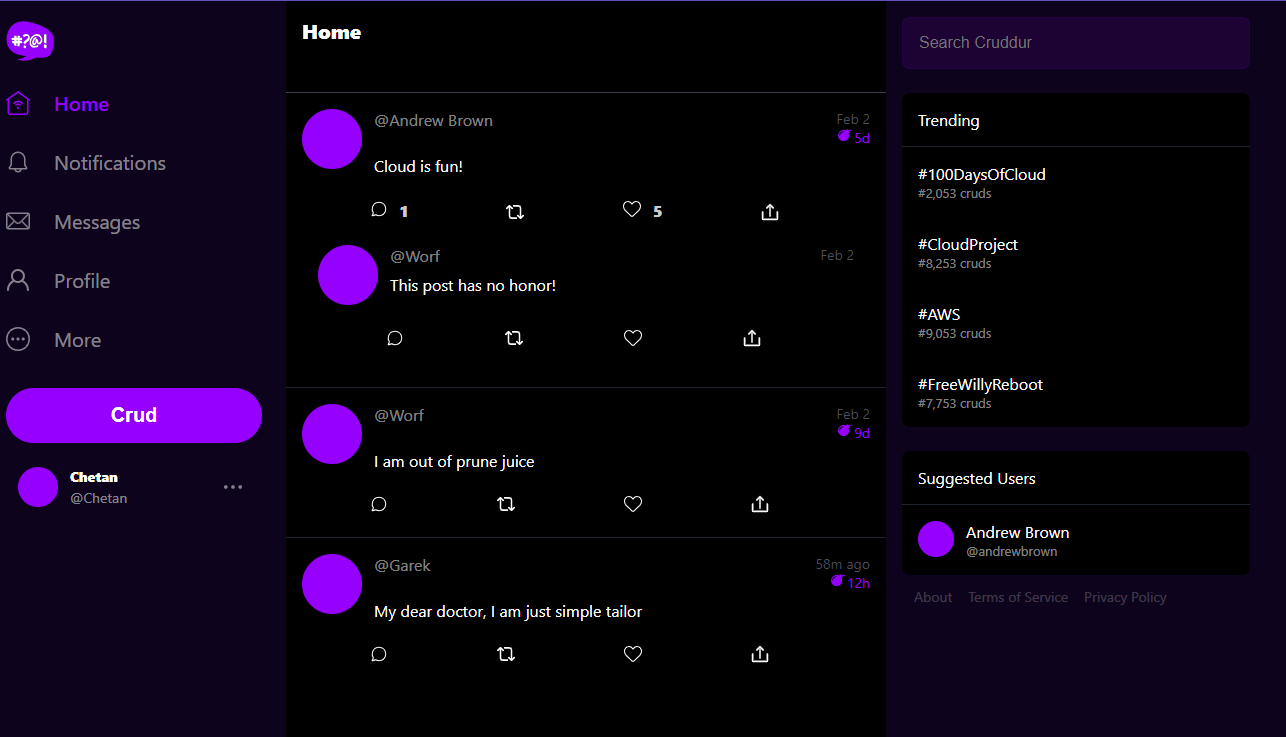 #?@!
Home
Notifications
Messages
Profile
More
Crud
Chetan
@Chetan
Home
@Andrew Brown
Feb 2
5d
Cloud is fun!
1
5
@Worf
Feb 2
This post has no honor!
@Worf
Feb 2
9d
I am out of prune juice
@Garek
58m ago
12h
My dear doctor, I am just simple tailor
Search Cruddur
Trending
#100DaysOfCloud
#2,053 cruds
#CloudProject
#8,253 cruds
#AWS
#9,053 cruds
#FreeWillyReboot
#7,753 cruds
Suggested Users
Andrew Brown
@andrewbrown
About Terms of Service Privacy Policy